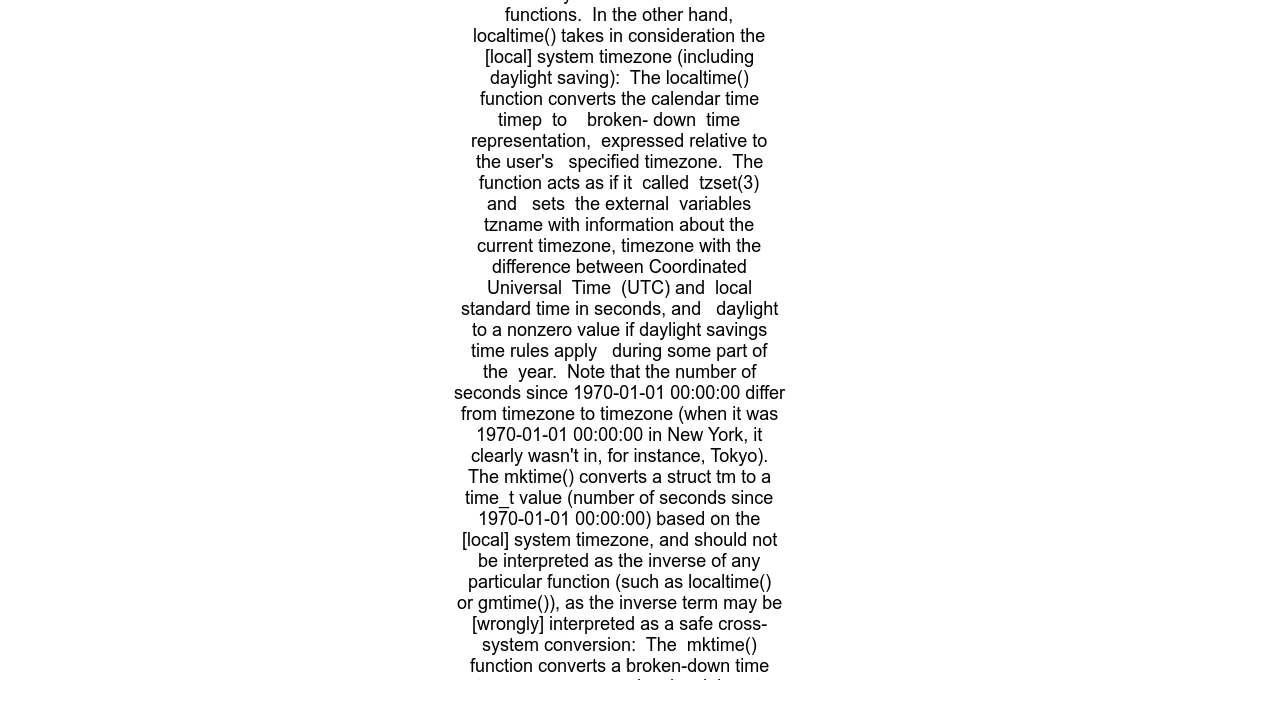 functions.  In the other hand,
localtime() takes in consideration the
[local] system timezone (including
daylight saving):  The localtime()
function converts the calendar time
timep  to    broken- down  time
representation,  expressed relative to
the user's   specified timezone.  The
function acts as if it  called  tzset(3)
and   sets  the external  variables
tzname with information about the
current timezone, timezone with the
difference between Coordinated
Universal  Time  (UTC) and  local
standard time in seconds, and   daylight
to a nonzero value if daylight savings
time rules apply   during some part of
the  year.  Note that the number of
seconds since 1970-01-01 00:00:00 differ
from timezone to timezone (when it was
1970-01-01 00:00:00 in New York, it
clearly wasn't in, for instance, Tokyo).
The mktime() converts a struct tm to a
time_t value (number of seconds since
1970-01-01 00:00:00) based on the
[local] system timezone, and should not
be interpreted as the inverse of any
particular function (such as localtime()
or gmtime()), as the inverse term may be
[wrongly] interpreted as a safe cross-
system conversion:  The  mktime()
function converts a broken-down time